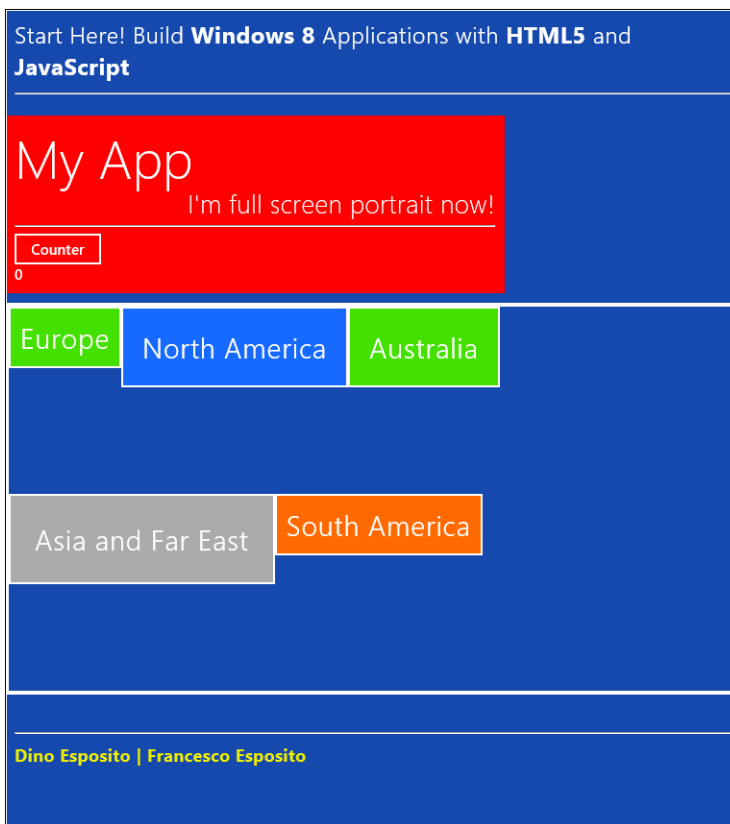 Start Here! Build Windows 8 Applications with HTML5 and
JavaScript
My App
I'm full screen portrait now!
Counter
0
Europe
North America
Australia
Asia and Far East
South America
Dino Esposito | Francesco Esposito